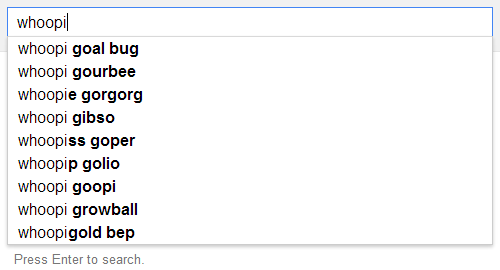 whoopi
whoopi goal bug
whoopi gourbee
whoopie gorgorg
whoopi gibso
whoopiss goper
whoopip golio
whoopi goopi
whoopi growball
whoopigold bep
Press Enter to search.